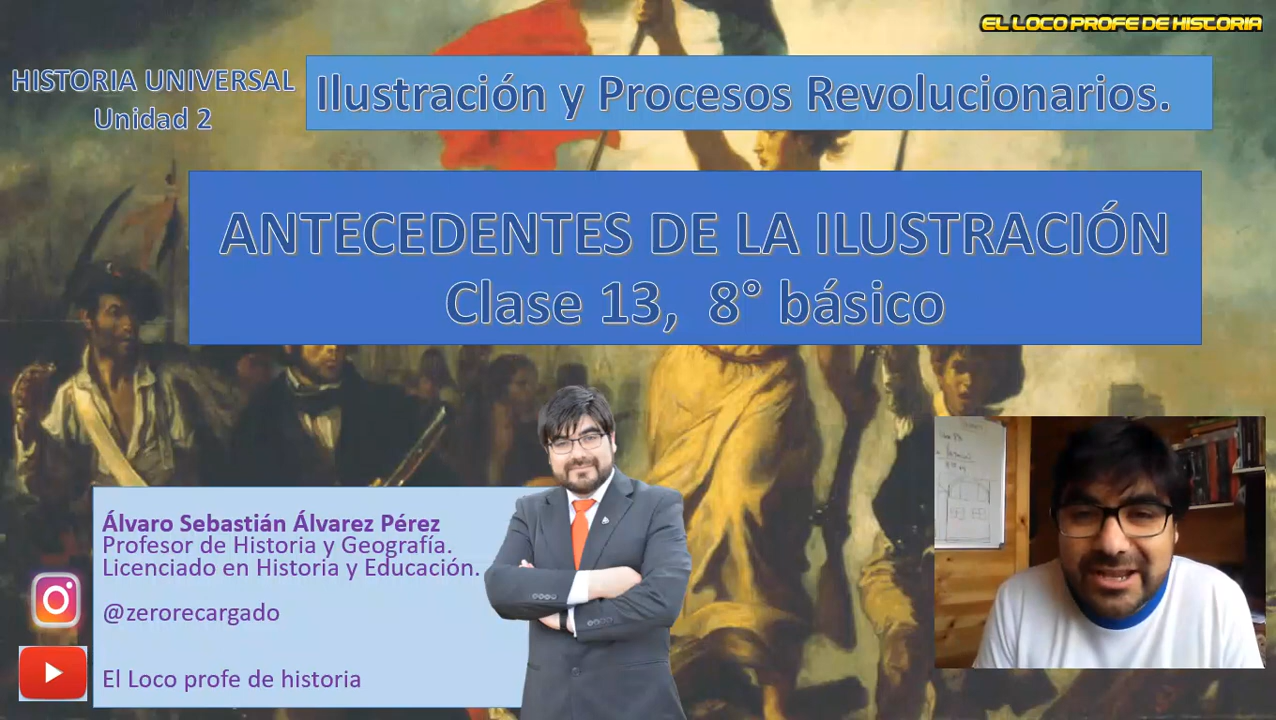 EL LOCO PROFE DE HISTORIA
HISTORIA UNIVERSAL
Unidad 2
Ilustración y Procesos Revolucionarios.
ANTECEDENTES DE LA ILUSTRACIÓN
Clase 13, 8° básico
Álvaro Sebastián Álvarez Pérez
Profesor de Historia y Geografía.
Licenciado en Historia y Educación.
@zerorecargado
El Loco profe de historia